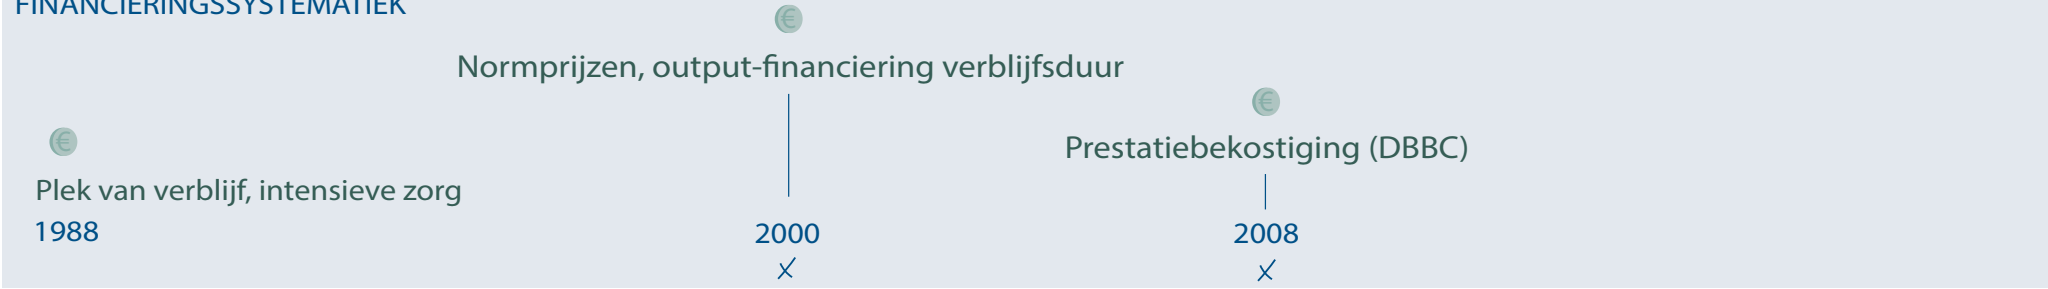 FINANCIERINGSSYSTEMATIEK
€
Normprijzen, output-financiering verblijfsduur
€
Prestatiebekostiging (DBBC)
€
Plek van verblijf, intensieve zorg
1988
2000
2008